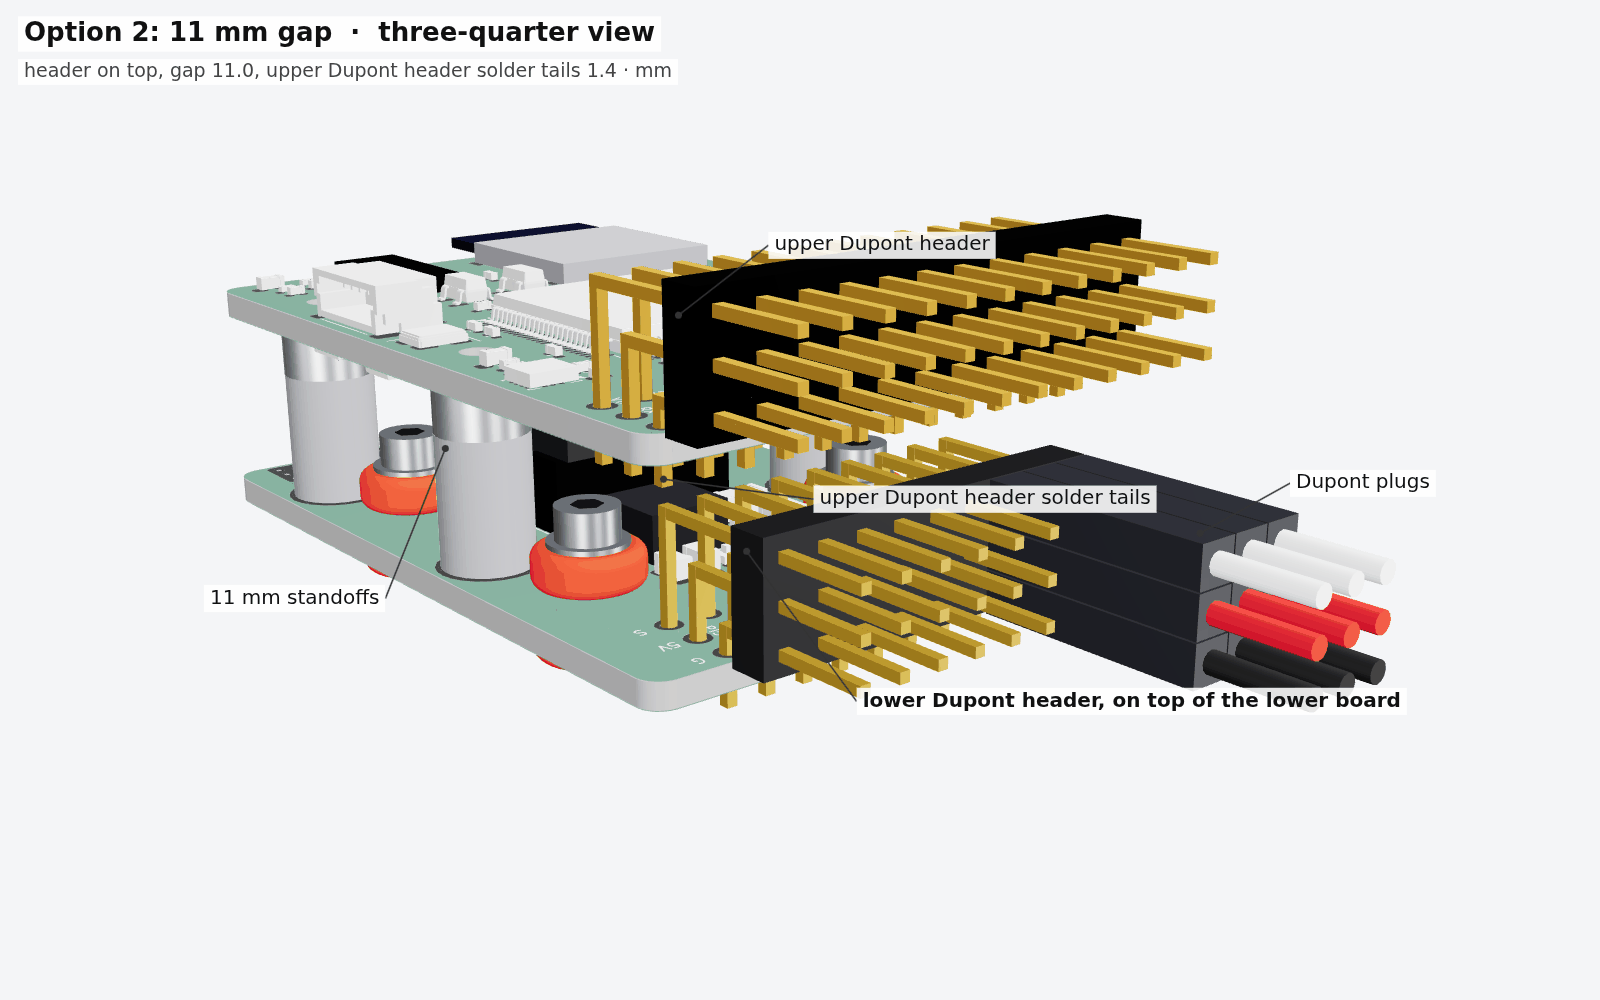 Option 2: 11 mm gap · three-quarter view
header on top, gap 11.0, upper Dupont header solder tails 1.4 · mm
upper Dupont header
Dupont plugs
upper Dupont header solder tails
11 mm standoffs
S
5V
G
lower Dupont header, on top of the lower board